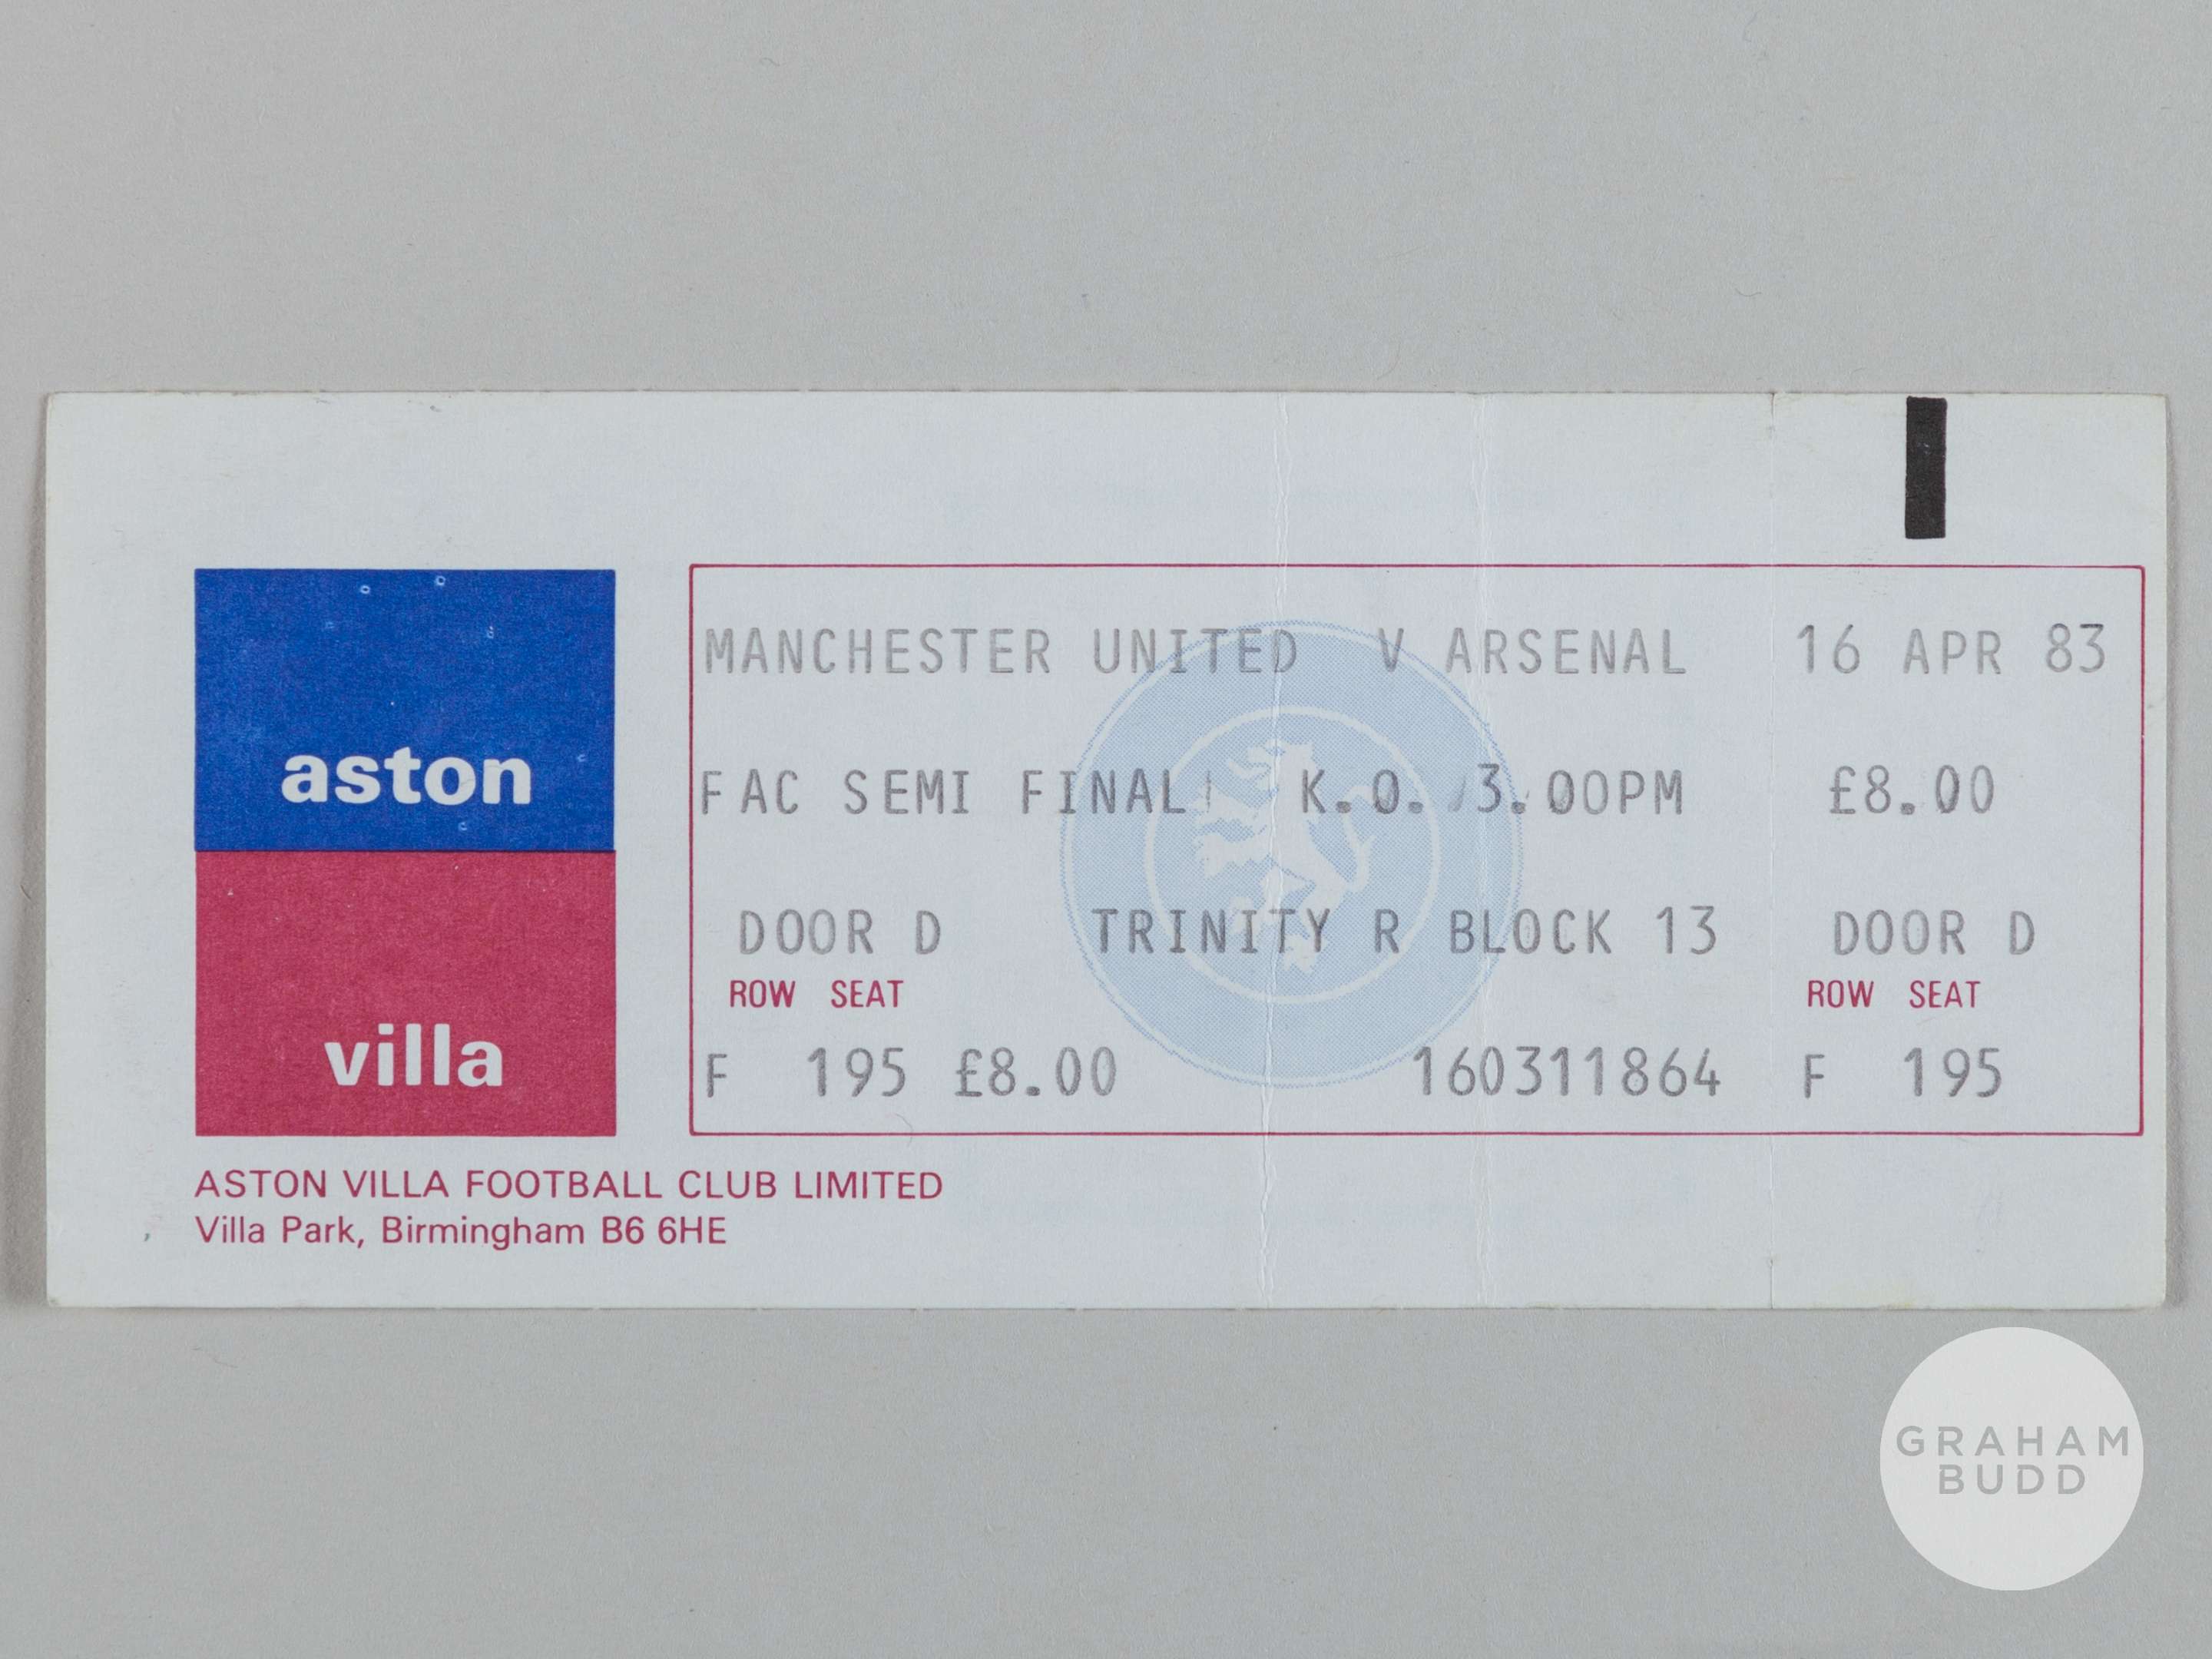 aston
villa
MANCHESTER UNITED V ARSENAL 16 APR 83
FAC SEMI FINAL K.O. 3.00PM £8.00
DOOR D TRINITY R BLOCK 13 DOOR D
ROW SEAT ROW SEAT
F 195 £8.00 160311864 F 195
ASTON VILLA FOOTBALL CLUB LIMITED
Villa Park, Birmingham B6 6HE
GRAHAM
BUDD